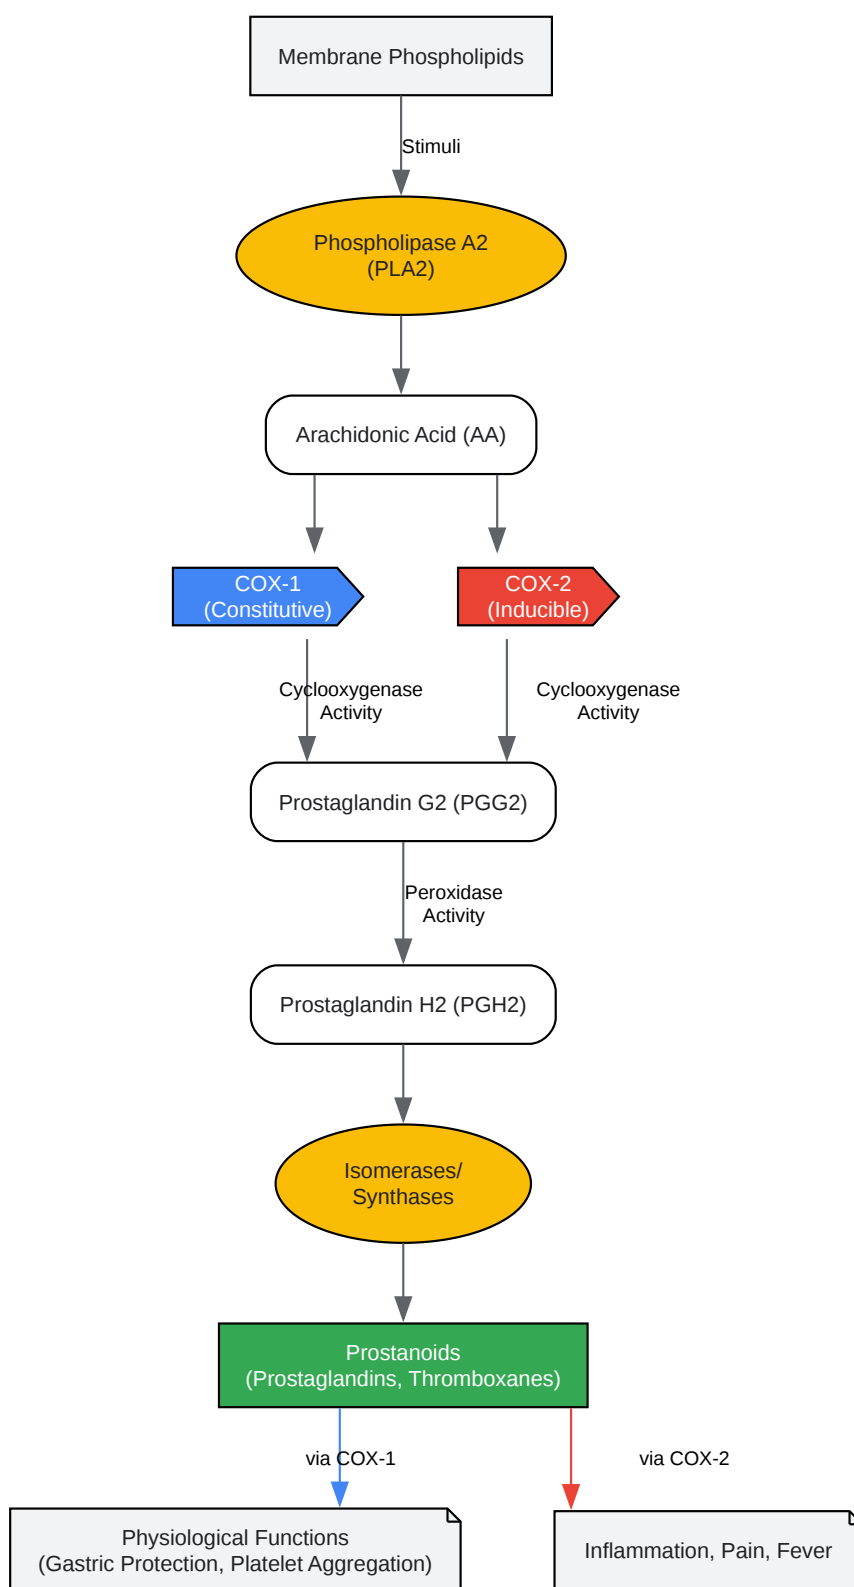 Membrane Phospholipids
Stimuli
Phospholipase A2
(PLA2)
Arachidonic Acid (AA)
COX-1
(Constitutive)
COX-2
(Inducible)
Cyclooxygenase
Activity
Cyclooxygenase
Activity
Prostaglandin G2 (PGG2)
Peroxidase
Activity
Prostaglandin H2 (PGH2)
Isomerases/
Synthases
Prostanoids
(Prostaglandins, Thromboxanes)
via COX-1
via COX-2
Physiological Functions
(Gastric Protection, Platelet Aggregation)
Inflammation, Pain, Fever